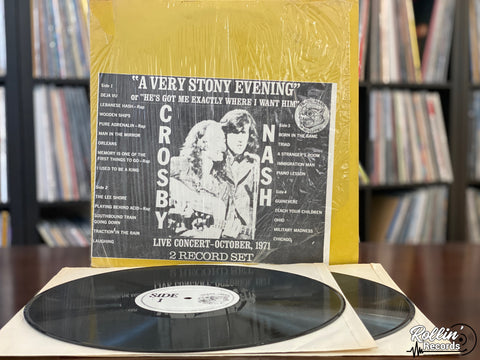 "A VERY STONY EVENING"
or "HE'S GOT ME EXACTLY WHERE I WANT HIM"
Side 1
DEJA VU
LEBANESE HASH-Rap
WOODEN SHIPS
PURE ADRENALIN-Rap
MAN IN THE MIRROR
ORLEANS
MEMORY IS ONE OF THE
FIRST THINGS TO GO-Rap
I USED TO BE A KING
Side 2
THE LEE SHORE
PLAYING BEHIND ACID-Rap
SOUTHBOUND TRAIN
GOING DOWN
TRACTION IN THE RAIN
LAUGHING
CROSBY
NASH
Side 3
BORN IN THE GAME
TRIAD
A STRANGER'S ROOM
IMMIGRATION MAN
PIANO LESSON
Side 4
GUINEVERE
TEACH YOUR CHILDREN
OHIO
MILITARY MADNESS
CHICAGO
LIVE CONCERT-OCTOBER, 1971
2 RECORD SET
SIDE
1
Rollin'
Records